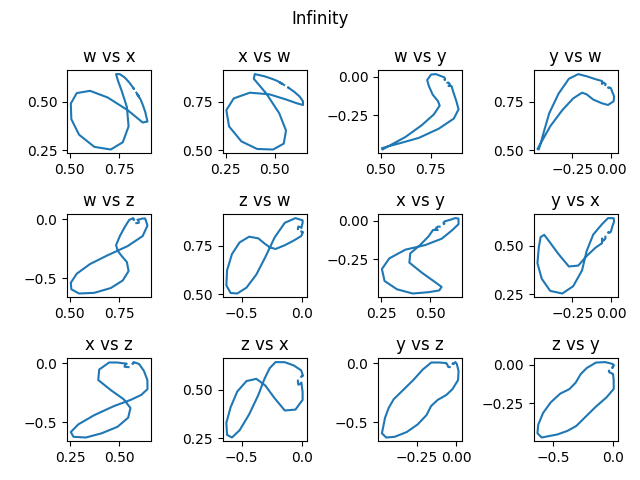 Infinity
w vs x
x vs w
w vs y
y vs w
0.50
0.25
0.50 0.75
0.75
0.50
0.25 0.50
0.00
−0.25
0.50 0.75
0.75
0.50
−0.25 0.00
w vs z
z vs w
x vs y
y vs x
0.0
−0.5
0.50 0.75
0.75
0.50
−0.5 0.0
0.00
−0.25
0.25 0.50
0.50
0.25
−0.25 0.00
x vs z
z vs x
y vs z
z vs y
0.0
−0.5
0.25 0.50
0.50
0.25
−0.5 0.0
0.0
−0.5
−0.25 0.00
0.00
−0.25
−0.5 0.0